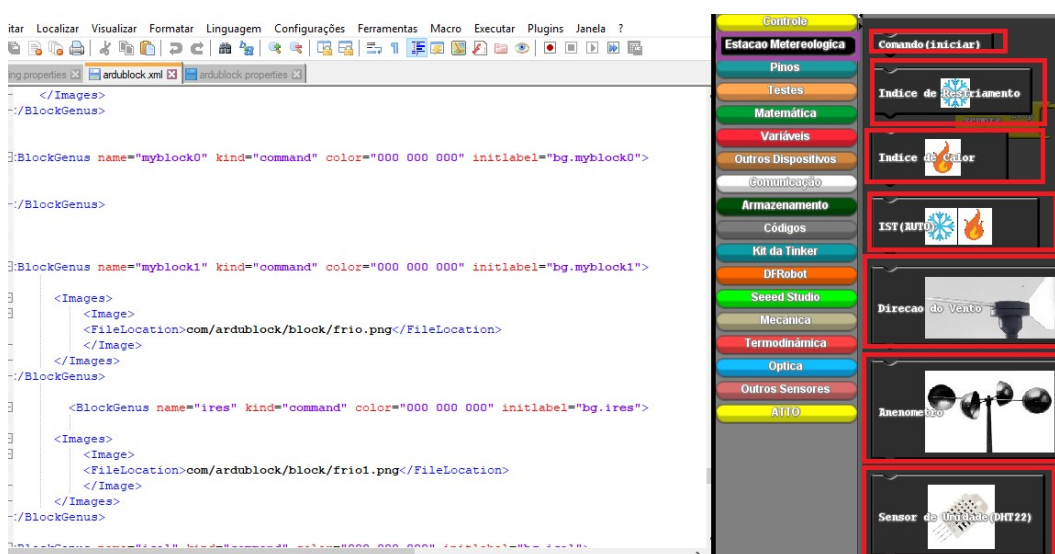 itar Localizar Visualizar Formatar Linguagem Configurações Ferramentas Macro Executar Plugins Janela ?
ing.properties ardublock.xml ardublock.properties
</Images>
:/BlockGenus>
:BlockGenus name="myblock0" kind="command" color="000 000 000" initlabel="bg.myblock0">
:/BlockGenus>
:BlockGenus name="myblock1" kind="command" color="000 000 000" initlabel="bg.myblock1">
<Images>
<Image>
<FileLocation>com/ardublock/block/frio.png</FileLocation>
</Image>
</Images>
:/BlockGenus>
<BlockGenus name="ires" kind="command" color="000 000 000" initlabel="bg.ires">
<Images>
<Image>
<FileLocation>com/ardublock/block/frio1.png</FileLocation>
</Image>
</Images>
:/BlockGenus>
Controle
Estacao Metereologica
Pinos
Testes
Matemática
Variáveis
Outros Dispositivos
Comunicação
Armazenamento
Códigos
Kit da Tinker
DFRobot
Seeed Studio
Mecânica
Termodinâmica
Optica
Outros Sensores
ATTO
Comando(iniciar)
Indice de Resfriamento
Indice de Calor
IST(AUTO)
Direcao do Vento
Anenometro
Sensor de Umidade(DHT22)